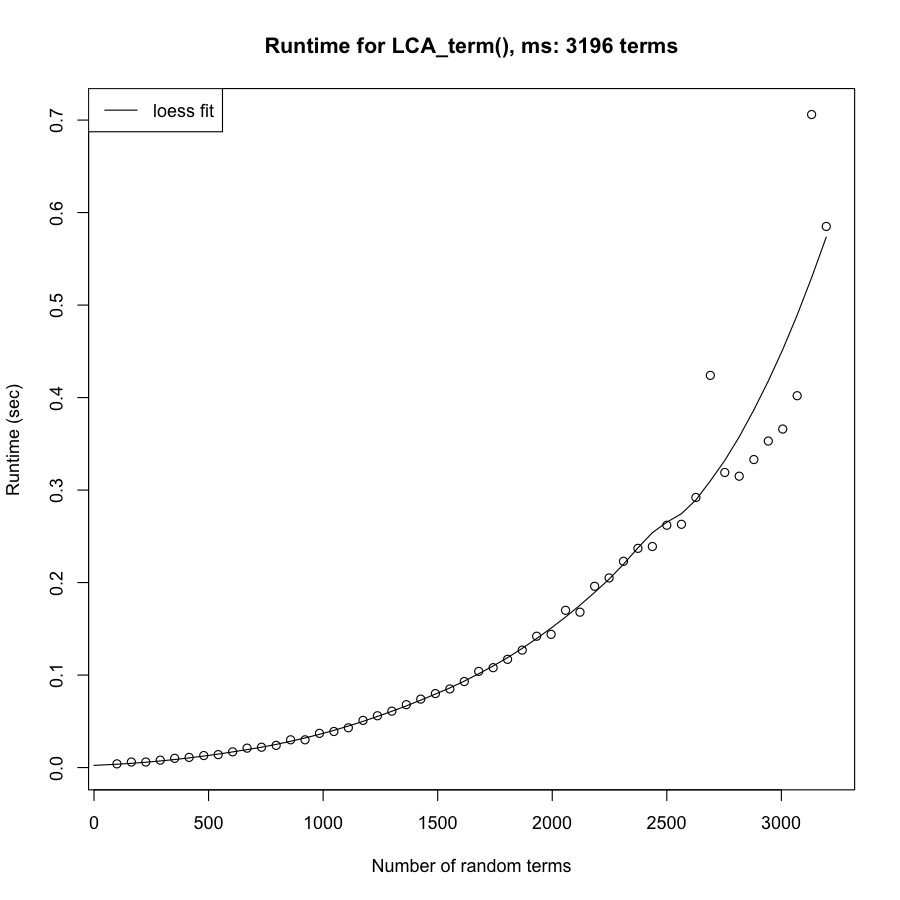 Runtime for LCA_term(), ms: 3196 terms
loess fit
Runtime (sec)
0.7
0.6
0.5
0.4
0.3
0.2
0.1
0.0
0 500 1000 1500 2000 2500 3000
Number of random terms